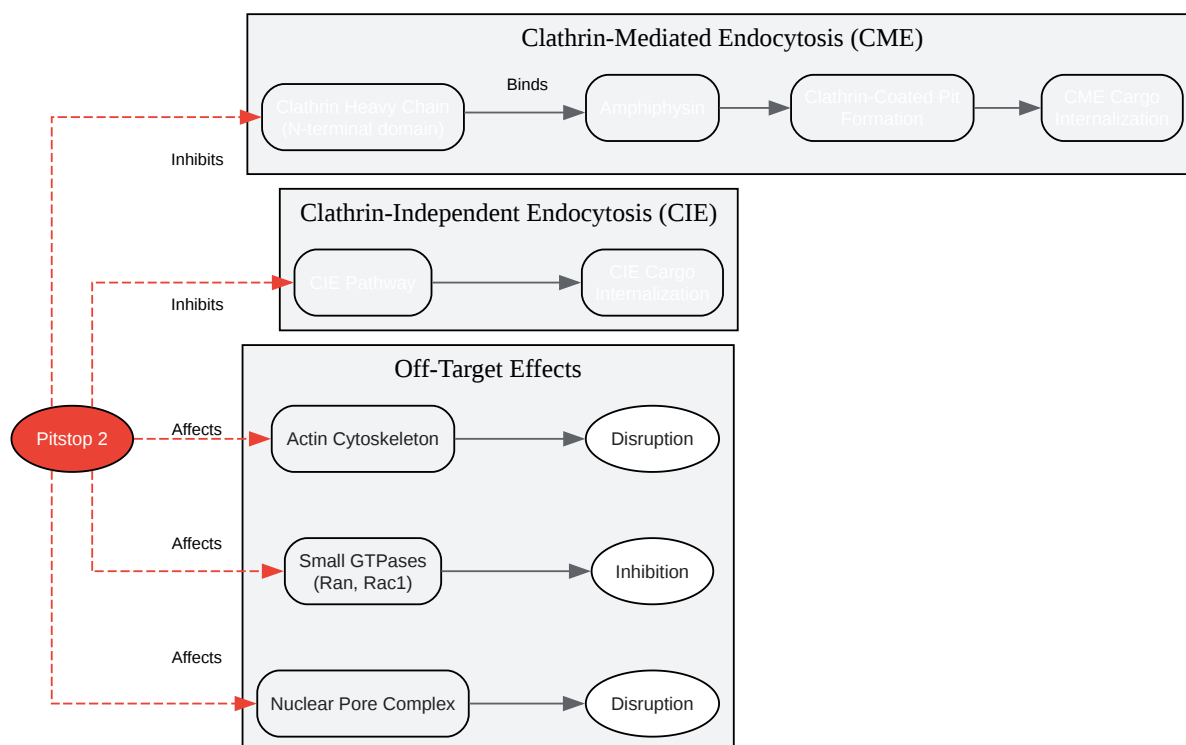 Clathrin-Mediated Endocytosis (CME)
Binds
Clathrin Heavy Chain
(N-terminal domain)
Amphiphysin
Clathrin-Coated Pit
Formation
CME Cargo
Internalization
Inhibits
Clathrin-Independent Endocytosis (CIE)
CIE Pathway
CIE Cargo
Internalization
Inhibits
Off-Target Effects
Pitstop 2
Affects
Actin Cytoskeleton
Disruption
Affects
Small GTPases
(Ran, Rac1)
Inhibition
Affects
Nuclear Pore Complex
Disruption